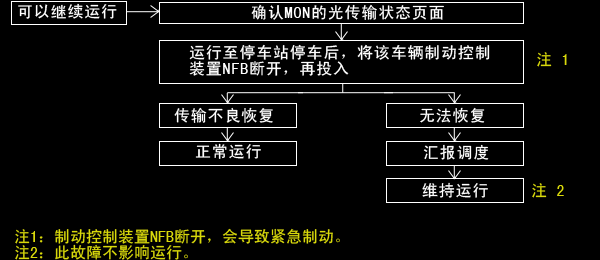 可以继续运行
确认MON的光传输状态页面
运行至停车站停车后，将该车辆制动控制
装置NFB断开，再投入
注 1
传输不良恢复
无法恢复
正常运行
汇报调度
维持运行
注 2
注1：制动控制装置NFB断开，会导致紧急制动。
注2：此故障不影响运行。